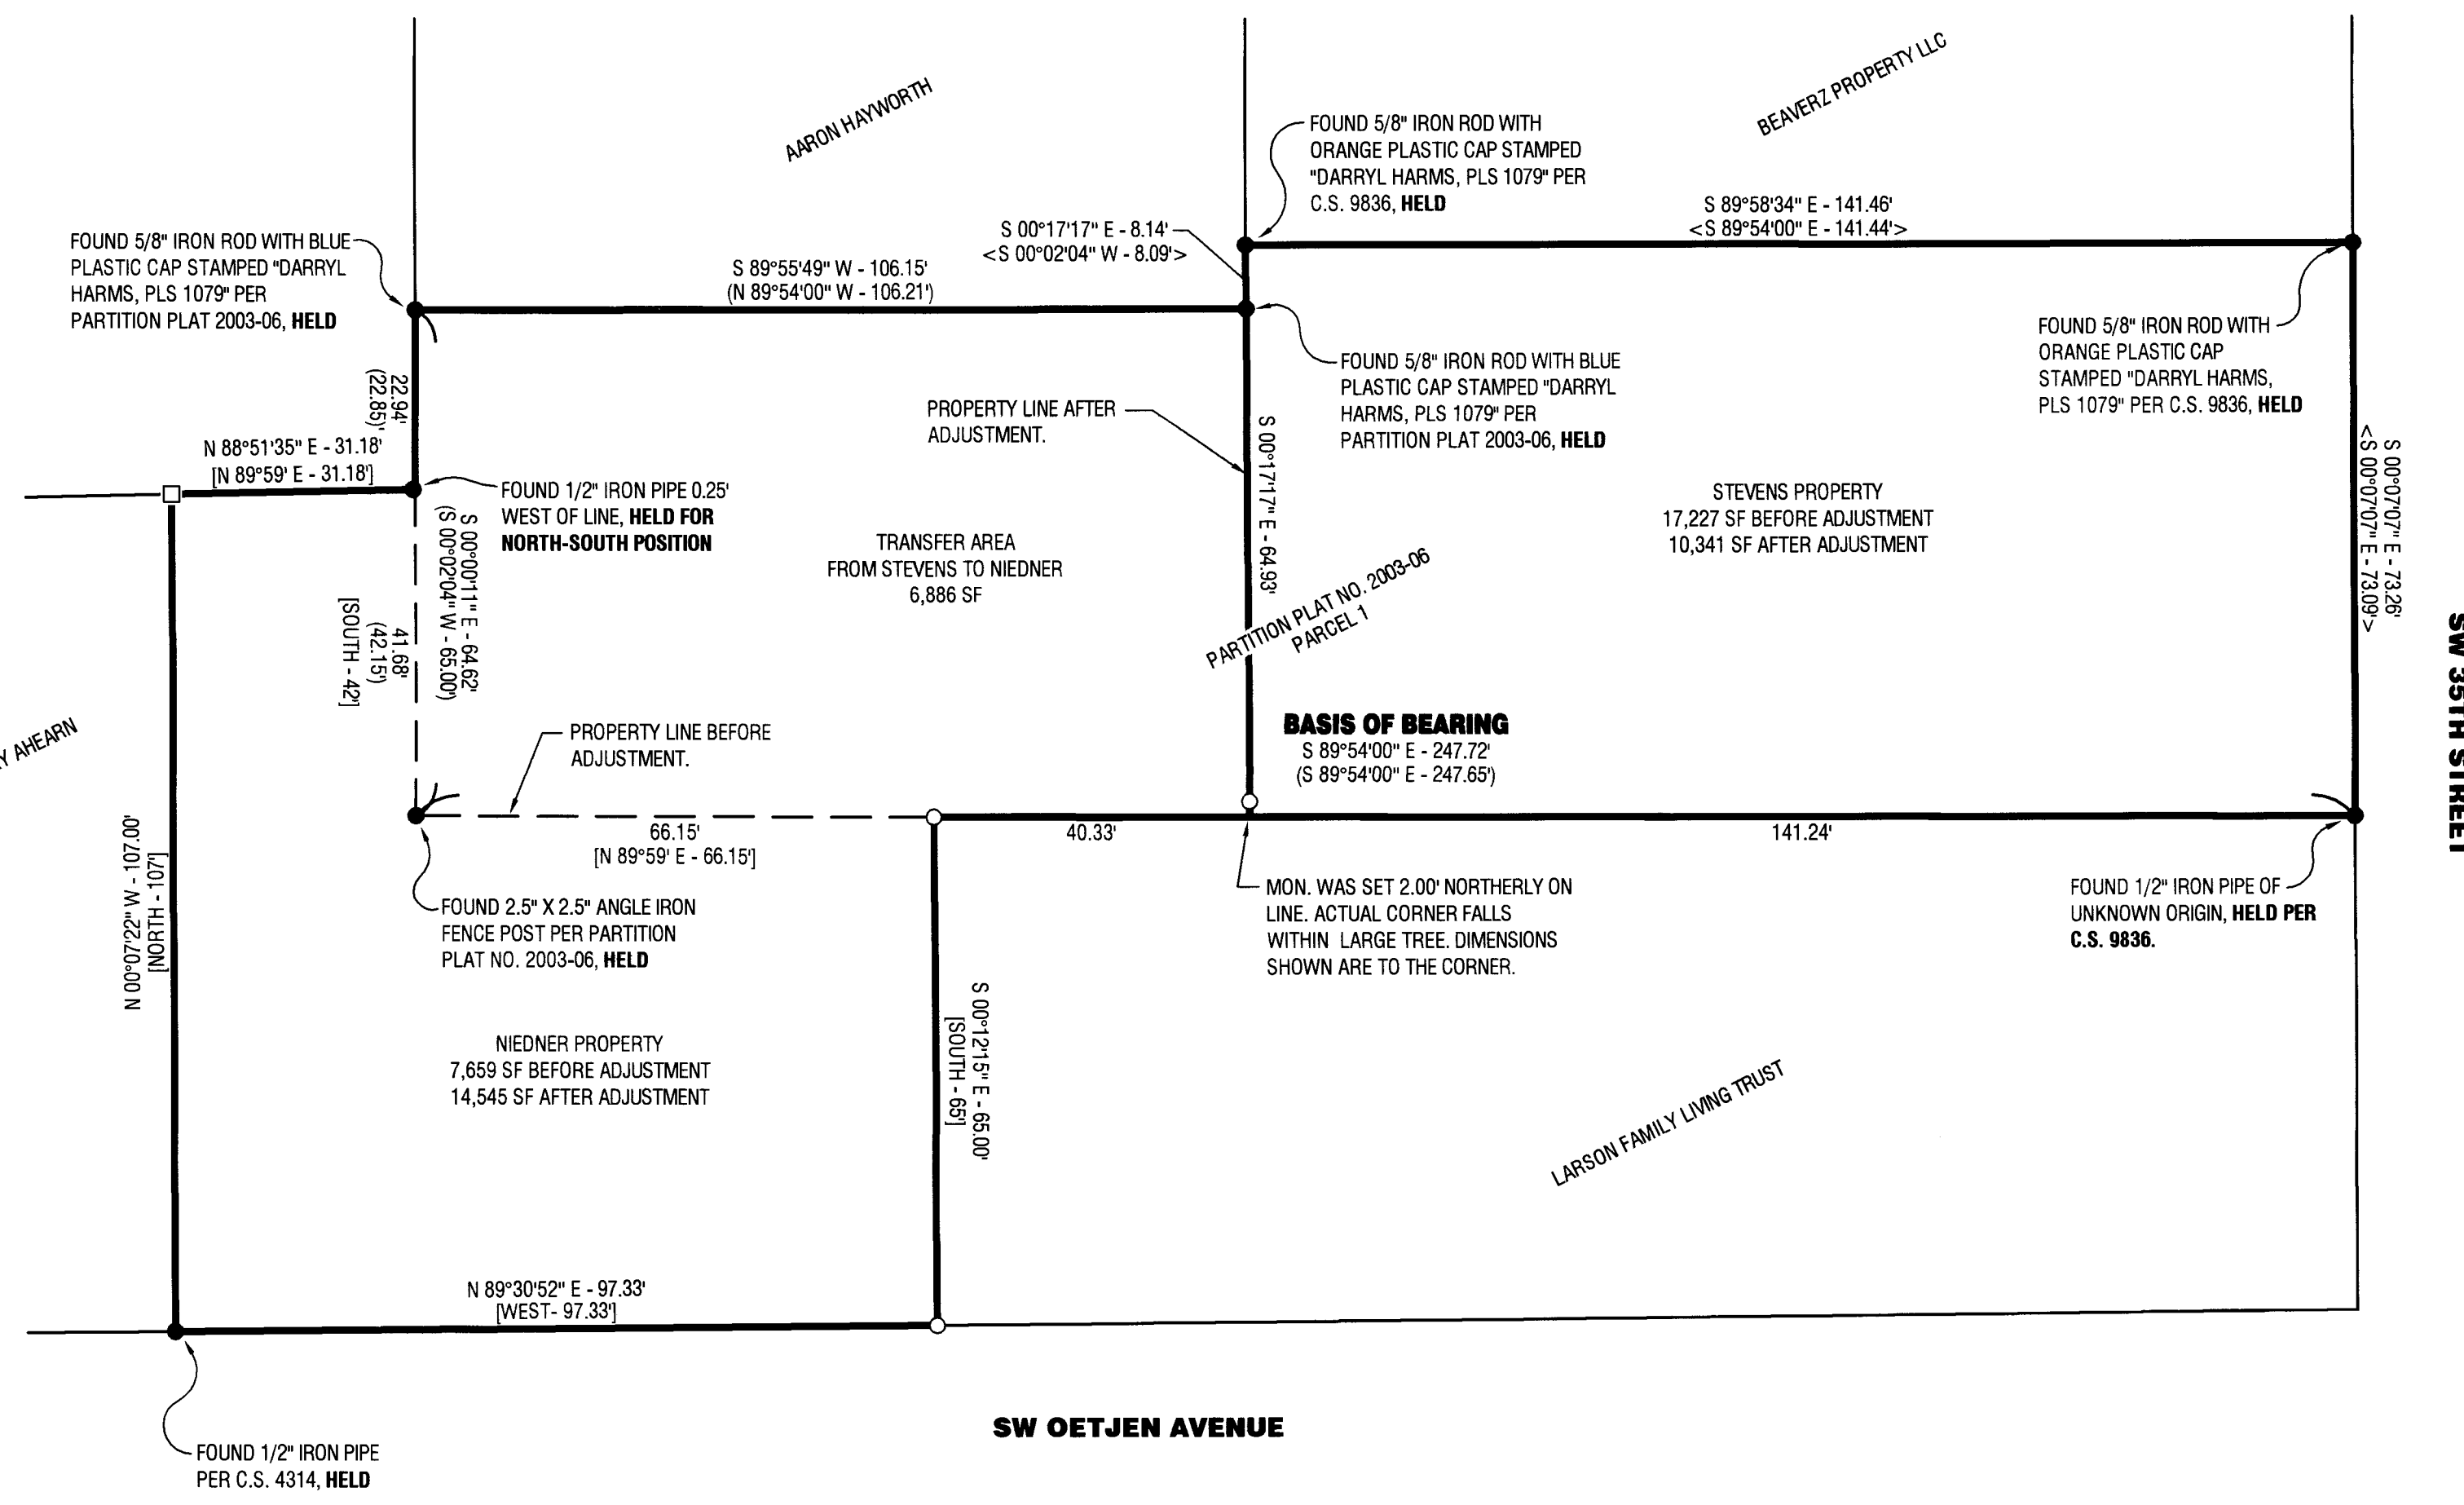 AARON HAYWORTH
BEAVERZ PROPERTY LLC
FOUND 5/8" IRON ROD WITH
ORANGE PLASTIC CAP STAMPED
"DARRYL HARMS, PLS 1079" PER
C.S. 9836, HELD
S 89°58'34" E - 141.46'
<S 89°54'00" E - 141.44'>
S 00°17'17" E - 8.14'
<S 00°02'04" W - 8.09'>
FOUND 5/8" IRON ROD WITH BLUE
PLASTIC CAP STAMPED "DARRYL
HARMS, PLS 1079" PER
PARTITION PLAT 2003-06, HELD
S 89°55'49" W - 106.15'
(N 89°54'00" W - 106.21')
FOUND 5/8" IRON ROD WITH
ORANGE PLASTIC CAP
STAMPED "DARRYL HARMS,
PLS 1079" PER C.S. 9836, HELD
FOUND 5/8" IRON ROD WITH BLUE
PLASTIC CAP STAMPED "DARRYL
HARMS, PLS 1079" PER
PARTITION PLAT 2003-06, HELD
22.94'
(22.85)'
PROPERTY LINE AFTER
ADJUSTMENT.
N 88°51'35" E - 31.18'
[N 89°59' E - 31.18']
S 00°17'17" E - 64.93'
S 00°07'07" E - 73.26'
<S 00°07'07" E - 73.09'>
FOUND 1/2" IRON PIPE 0.25'
WEST OF LINE, HELD FOR
NORTH-SOUTH POSITION
STEVENS PROPERTY
17,227 SF BEFORE ADJUSTMENT
10,341 SF AFTER ADJUSTMENT
TRANSFER AREA
FROM STEVENS TO NIEDNER
6,886 SF
S 00°00'11" E - 64.62'
(S 00°02'04" W - 65.00')
41.68'
(42.15')
[SOUTH - 42']
PARTITION PLAT NO. 2003-06
PARCEL 1
SW 35TH STREET
Y AHEARN
PROPERTY LINE BEFORE
ADJUSTMENT.
BASIS OF BEARING
S 89°54'00" E - 247.72'
(S 89°54'00" E - 247.65')
66.15'
[N 89°59' E - 66.15']
40.33'
141.24'
N 00°07'22" W - 107.00'
[NORTH - 107']
FOUND 2.5" X 2.5" ANGLE IRON
FENCE POST PER PARTITION
PLAT NO. 2003-06, HELD
MON. WAS SET 2.00' NORTHERLY ON
LINE. ACTUAL CORNER FALLS
WITHIN LARGE TREE. DIMENSIONS
SHOWN ARE TO THE CORNER.
FOUND 1/2" IRON PIPE OF
UNKNOWN ORIGIN, HELD PER
C.S. 9836.
S 00°12'15" E - 65.00'
[SOUTH - 65']
NIEDNER PROPERTY
7,659 SF BEFORE ADJUSTMENT
14,545 SF AFTER ADJUSTMENT
LARSON FAMILY LIVING TRUST
N 89°30'52" E - 97.33'
[WEST- 97.33']
SW OETJEN AVENUE
FOUND 1/2" IRON PIPE
PER C.S. 4314, HELD